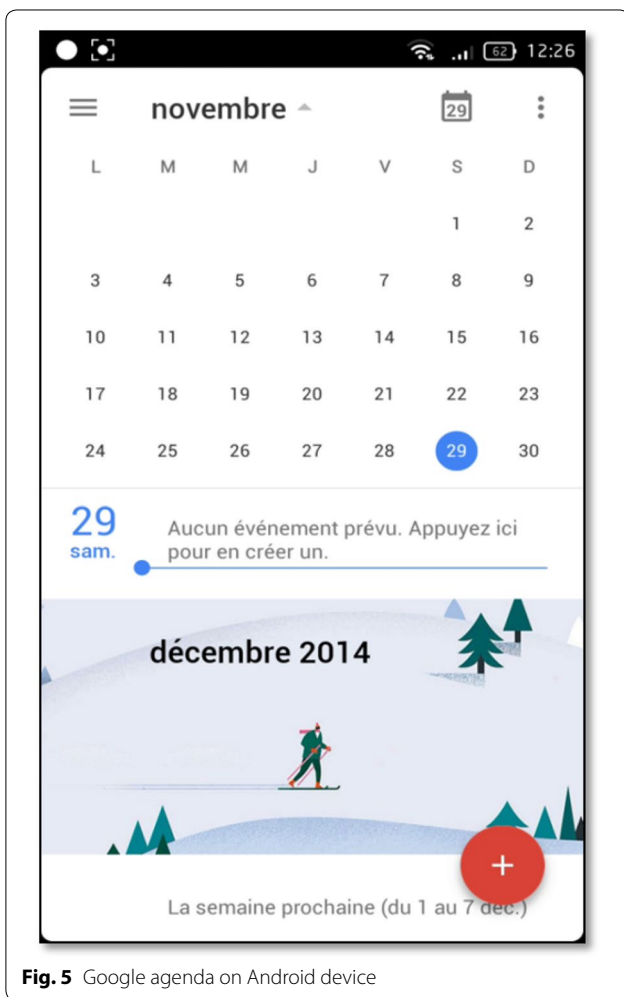 62 12:26
novembre 29
L M M J V S D
1 2
3 4 5 6 7 8 9
10 11 12 13 14 15 16
17 18 19 20 21 22 23
24 25 26 27 28 29 30
29 Aucun événement prévu. Appuyez ici
sam. pour en créer un.
décembre 2014
+
La semaine prochaine (du 1 au 7 déc.)
Fig. 5 Google agenda on Android device